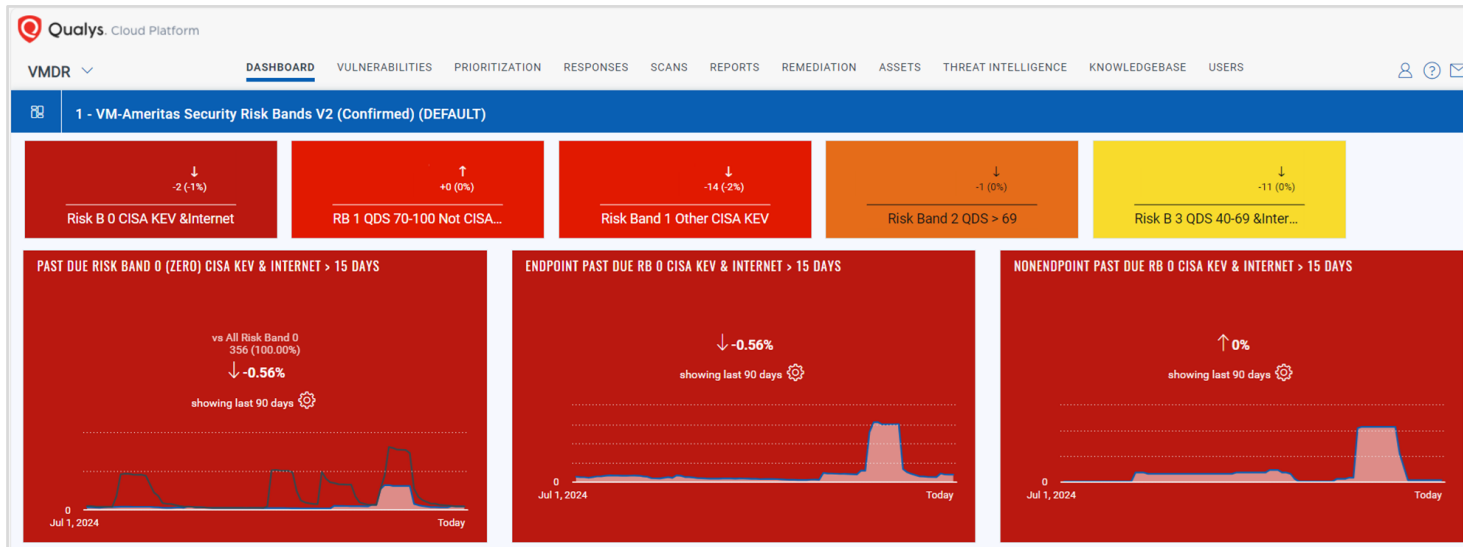 Qualys. Cloud Platform
VMDR
DASHBOARD VULNERABILITIES PRIORITIZATION RESPONSES SCANS REPORTS REMEDIATION ASSETS THREAT INTELLIGENCE KNOWLEDGEBASE USERS
1 - VM-Ameritas Security Risk Bands V2 (Confirmed) (DEFAULT)
↓
-2 (-1%)
Risk B 0 CISA KEV &Internet
↑
+0 (0%)
RB 1 QDS 70-100 Not CISA...
↓
-14 (-2%)
Risk Band 1 Other CISA KEV
↓
-1 (0%)
Risk Band 2 QDS > 69
↓
-11 (0%)
Risk B 3 QDS 40-69 &Inter...
PAST DUE RISK BAND 0 (ZERO) CISA KEV & INTERNET > 15 DAYS
vs All Risk Band 0
356 (100.00%)
↓ -0.56%
showing last 90 days
0
Jul 1, 2024 Today
ENDPOINT PAST DUE RB 0 CISA KEV & INTERNET > 15 DAYS
↓ -0.56%
showing last 90 days
0
Jul 1, 2024 Today
NONENDPOINT PAST DUE RB 0 CISA KEV & INTERNET > 15 DAYS
↑ 0%
showing last 90 days
0
Jul 1, 2024 Today